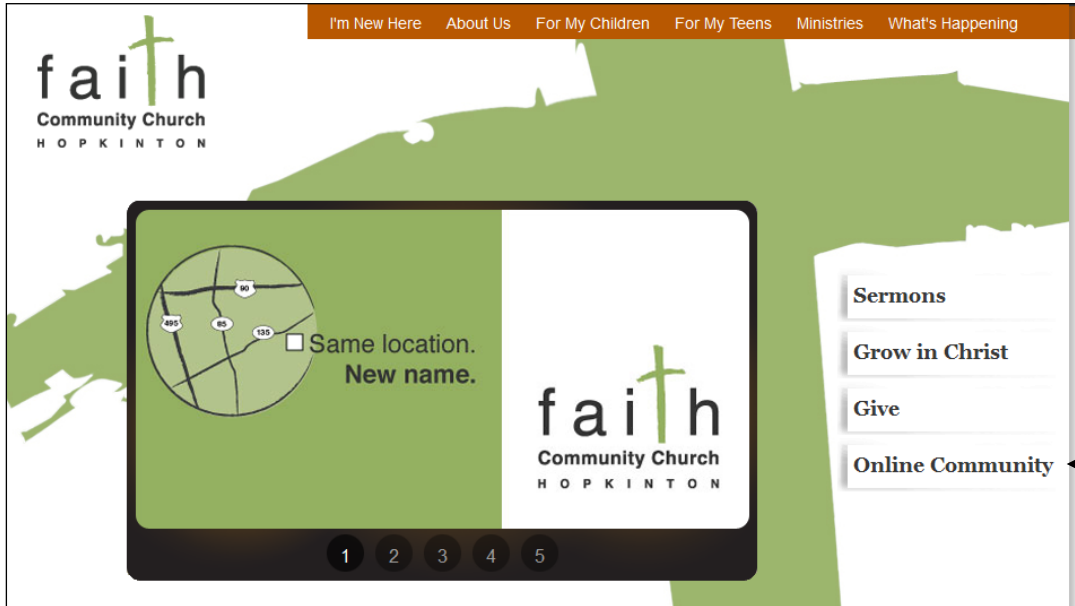 I'm New Here About Us For My Children For My Teens Ministries What's Happening
faith
Community Church
HOPKINTON
90
495
85
135
Same location.
New name.
faith
Community Church
HOPKINTON
Sermons
Grow in Christ
Give
Online Community
1 2 3 4 5